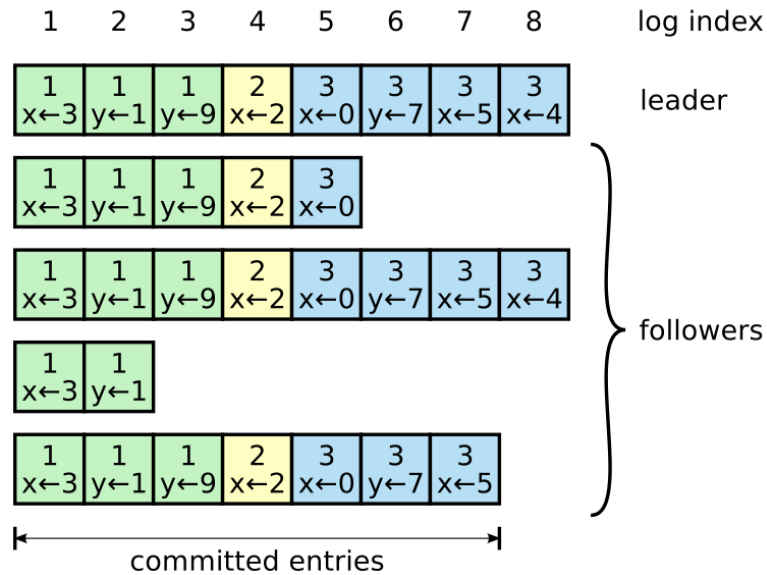 1 2 3 4 5 6 7 8 log index
1 1 1 2 3 3 3 3
x←3 y←1 y←9 x←2 x←0 y←7 x←5 x←4
leader
1 1 1 2 3
x←3 y←1 y←9 x←2 x←0
1 1 1 2 3 3 3 3
x←3 y←1 y←9 x←2 x←0 y←7 x←5 x←4
followers
1 1
x←3 y←1
1 1 1 2 3 3 3
x←3 y←1 y←9 x←2 x←0 y←7 x←5
committed entries